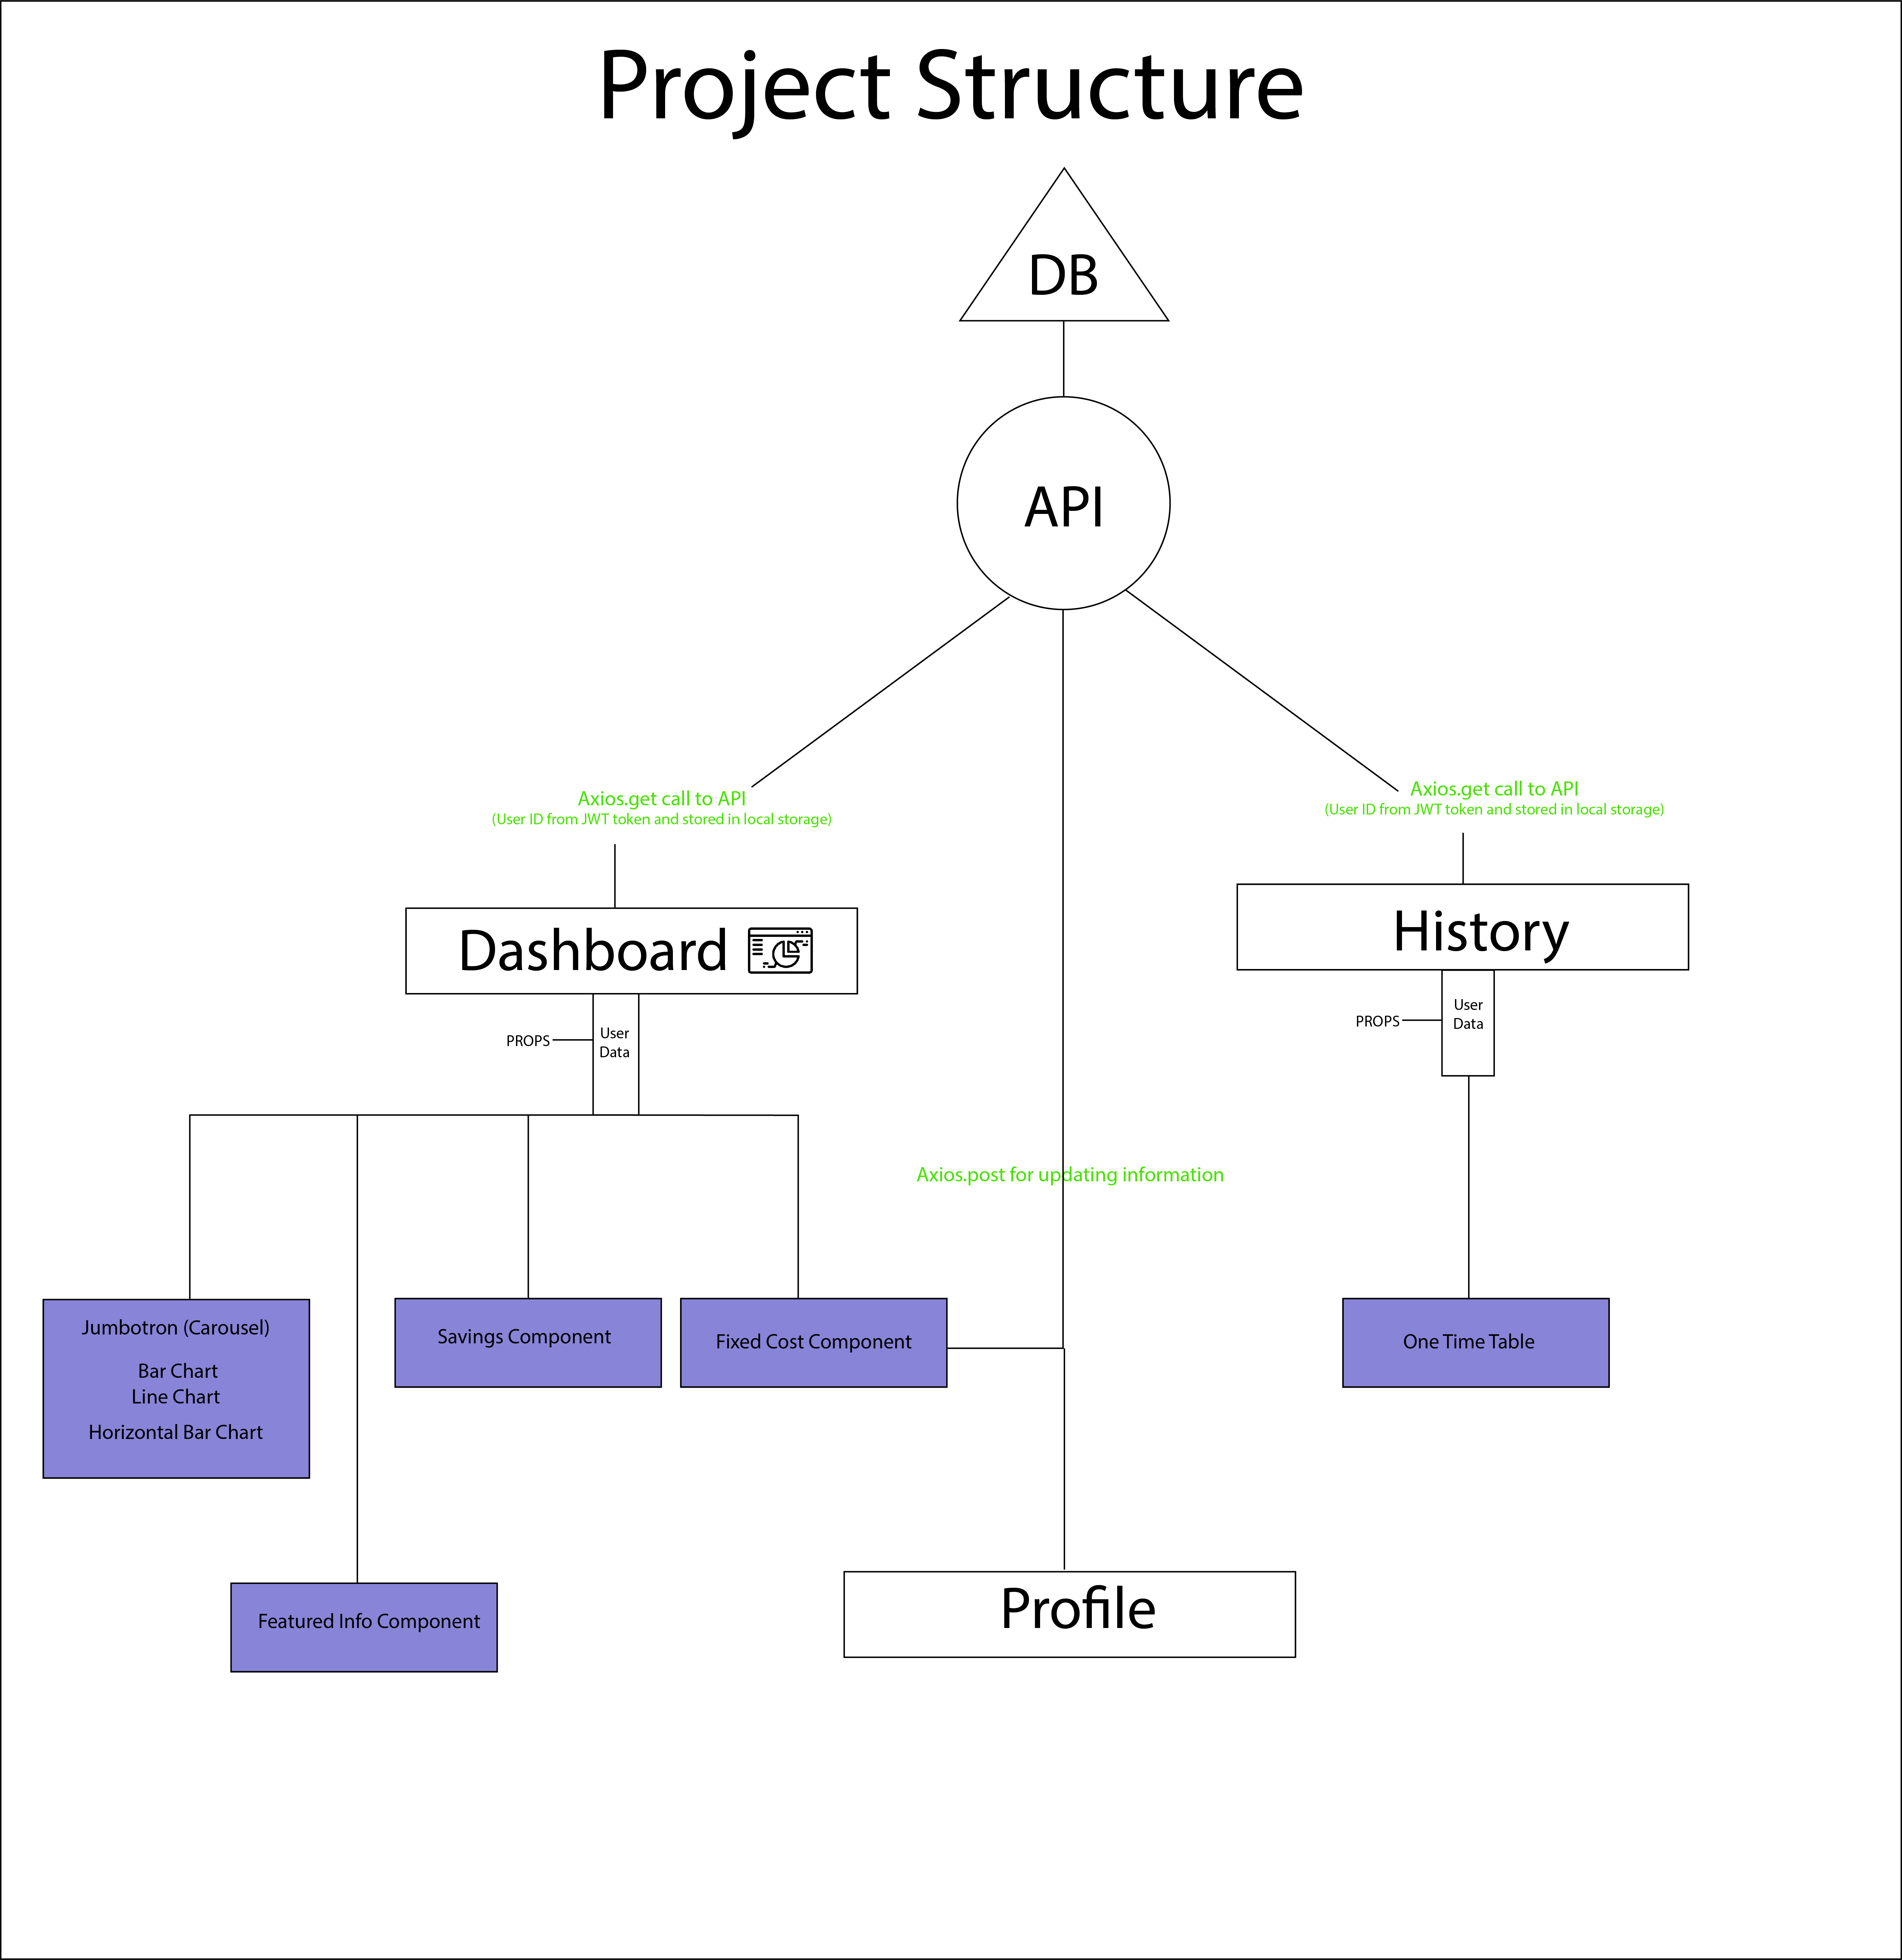 Project Structure
DB
API
Axios.get call to API
(User ID from JWT token and stored in local storage)
Axios.get call to API
(User ID from JWT token and stored in local storage)
Dashboard
History
PROPS
User
Data
PROPS
User
Data
Axios.post for updating information
Jumbotron (Carousel)
Bar Chart
Line Chart
Horizontal Bar Chart
Savings Component
Fixed Cost Component
One Time Table
Featured Info Component
Profile